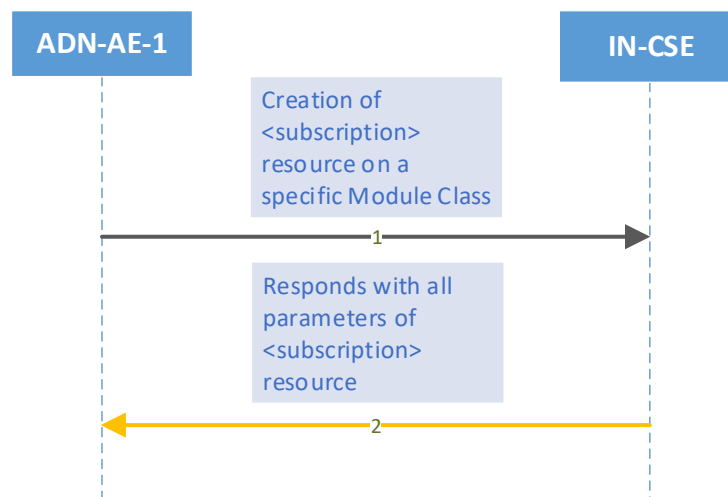 ADN-AE-1
IN-CSE
Creation of
<subscription>
resource on a
specific Module Class
1
Responds with all
parameters of
<subscription>
resource
2